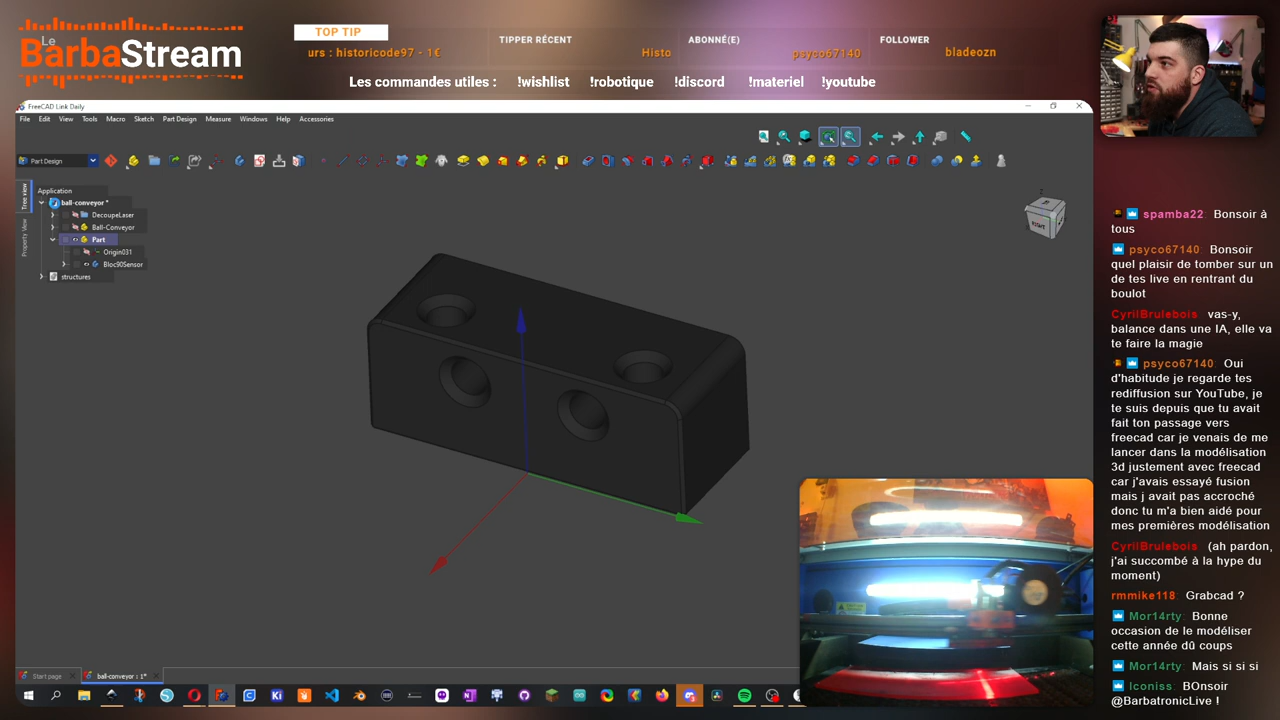 Le
BarbaStream
TOP TIP
urs : historicode97 - 1€
TIPPER RÉCENT
Histo
ABONNÉ(E)
psyco67140
FOLLOWER
bladeozn
Les commandes utiles : !wishlist !robotique !discord !materiel !youtube
FreeCAD Link Daily
File Edit View Tools Macro Sketch Part Design Measure Windows Help Accessories
Part Design
Tree view
Property View
Application
ball-conveyor *
DecoupeLaser
Ball-Conveyor
Part
Origin031
Bloc90Sensor
structures
Start page
ball-conveyor : 1*
spamba22: Bonsoir à
tous
psyco67140: Bonsoir
quel plaisir de tomber sur un
de tes live en rentrant du
boulot
CyrilBrulebois: vas-y,
balance dans une IA, elle va
te faire la magie
psyco67140: Oui
d'habitude je regarde tes
rediffusion sur YouTube, je
te suis depuis que tu avait
fait ton passage vers
freecad car je venais de me
lancer dans la modélisation
3d justement avec freecad
car j'avais essayé fusion
mais j avait pas accroché
donc tu m'a bien aidé pour
mes premières modélisation
CyrilBrulebois: (ah pardon,
j'ai succombé à la hype du
moment)
rmmike118: Grabcad ?
Mor14rty: Bonne
occasion de le modéliser
cette année dû coups
Mor14rty: Mais si si si
Iconiss: BOnsoir
@BarbatronicLive !